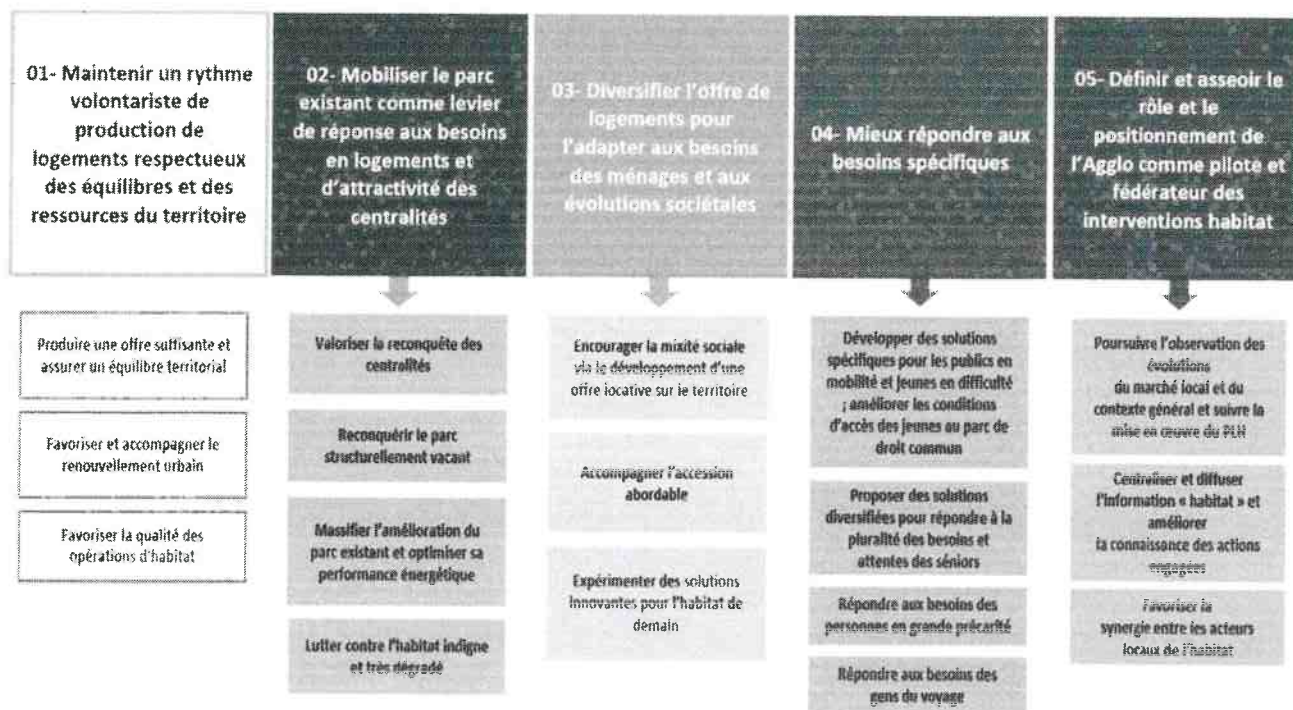 01- Maintenir un rythme
volontariste de
production de
logements respectueux
des équilibres et des
ressources du territoire
02- Mobiliser le parc
existant comme levier
de réponse aux besoins
en logements et
d'attractivité des
centralités
03- Diversifier l'offre de
logements pour
l'adapter aux besoins
des ménages et aux
évolutions sociétales
04- Mieux répondre aux
besoins spécifiques
05- Définir et asseoir le
rôle et le
positionnement de
l'Agglo comme pilote et
fédérateur des
interventions habitat
Produire une offre suffisante et
assurer un équilibre territorial
Favoriser et accompagner le
renouvellement urbain
Favoriser la qualité des
opérations d'habitat
Valoriser la reconquête des
centralités
Reconquérir le parc
structurellement vacant
Massifier l'amélioration du
parc existant et optimiser sa
performance énergétique
Lutter contre l'habitat indigne
et très dégradé
Encourager la mixité sociale
via le développement d'une
offre locative sur le territoire
Accompagner l'accession
abordable
Expérimenter des solutions
innovantes pour l'habitat de
demain
Développer des solutions
spécifiques pour les publics en
mobilité et jeunes en difficulté
; améliorer les conditions
d'accès des jeunes au parc de
droit commun
Proposer des solutions
diversifiées pour répondre à la
pluralité des besoins et
attentes des séniors
Répondre aux besoins des
personnes en grande précarité
Répondre aux besoins des
gens du voyage
Poursuivre l'observation des
évolutions
du marché local et du
contexte général et suivre la
mise en œuvre du PLH
Centraliser et diffuser
l'information « habitat » et
améliorer
la connaissance des actions
engagées
Favoriser la
synergie entre les acteurs
locaux de l'habitat